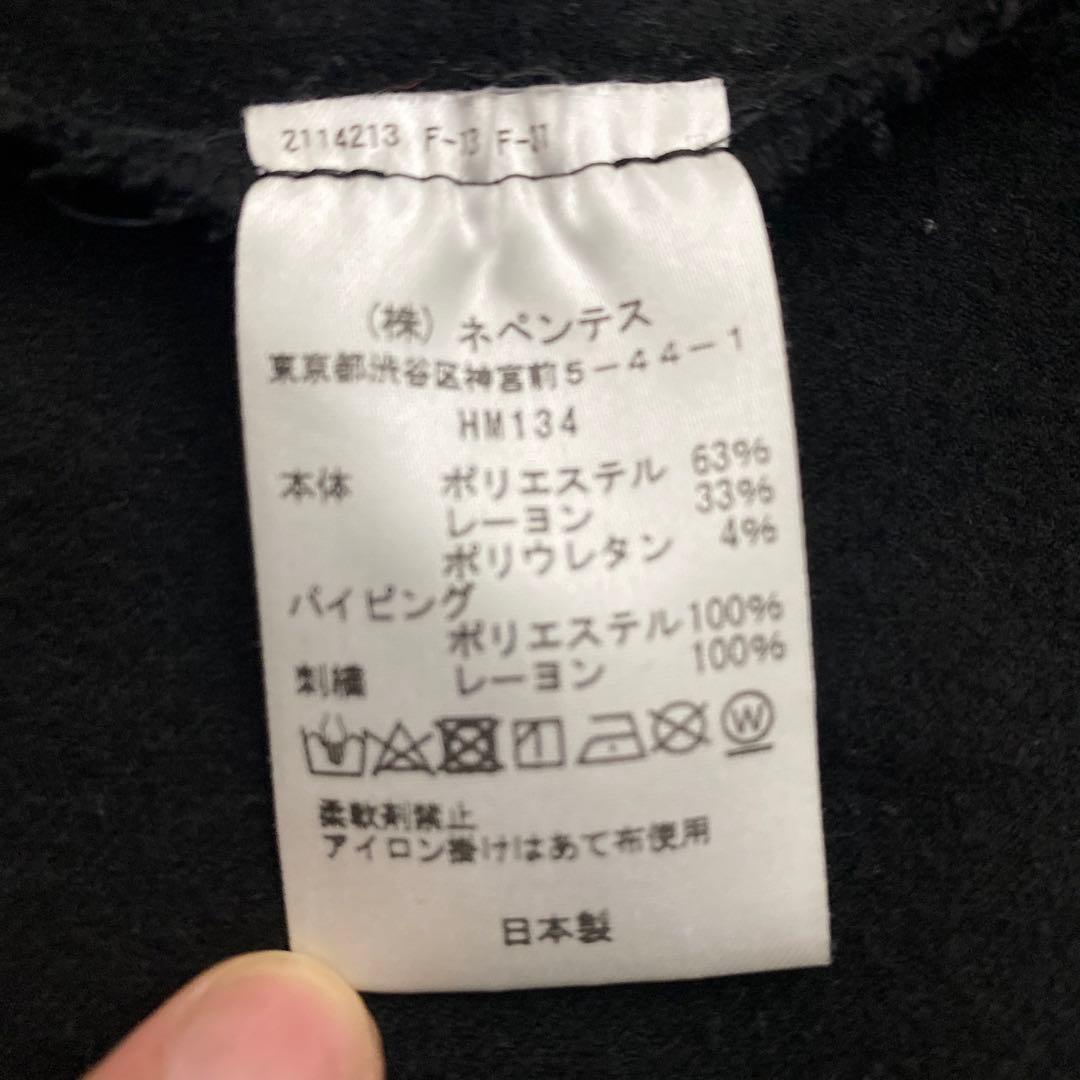 2114213 F-13
(株) ネペンテス
東京都渋谷区神宮前5-44-1
HM134
本体 ポリエステル 63%
レーヨン 33%
ポリウレタン 4%
パイピング
ポリエステル 100%
刺繍 レーヨン 100%
W
柔軟剤禁止
アイロン掛けはあて布使用
日本製